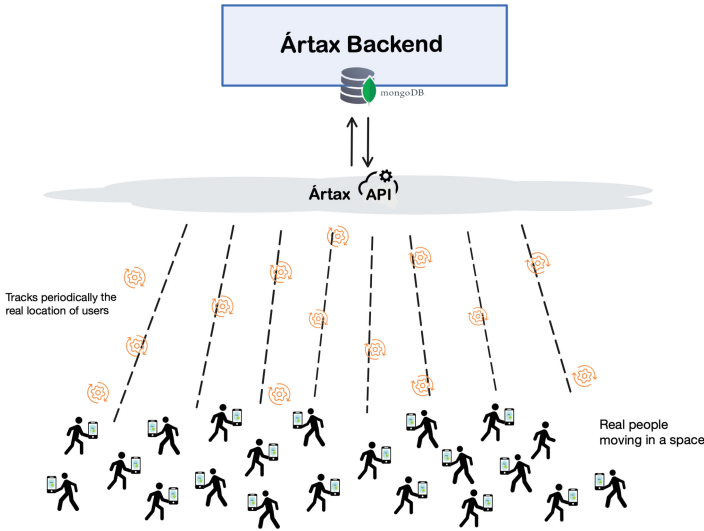 Ártax Backend
mongoDB
Ártax API
Tracks periodically the
real location of users
Real people
moving in a space